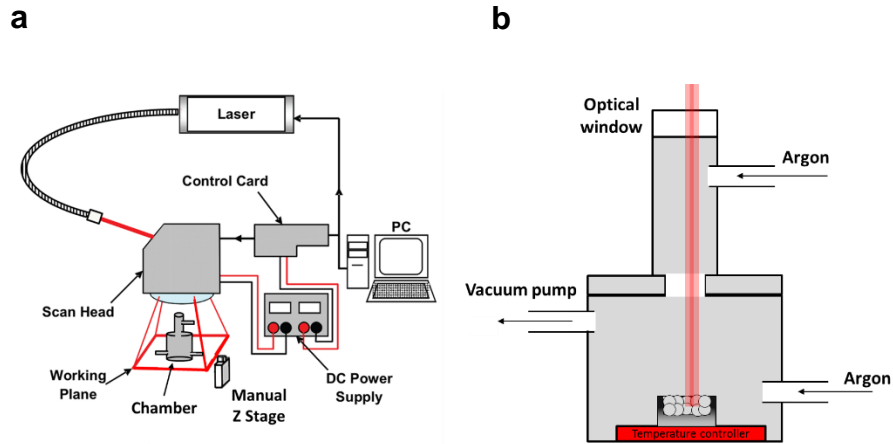 a
b
Laser
Control Card
PC
Scan Head
Working
Plane
Chamber
Manual
Z Stage
DC Power
Supply
Optical
window
Argon
Vacuum pump
Argon
Temperature controller